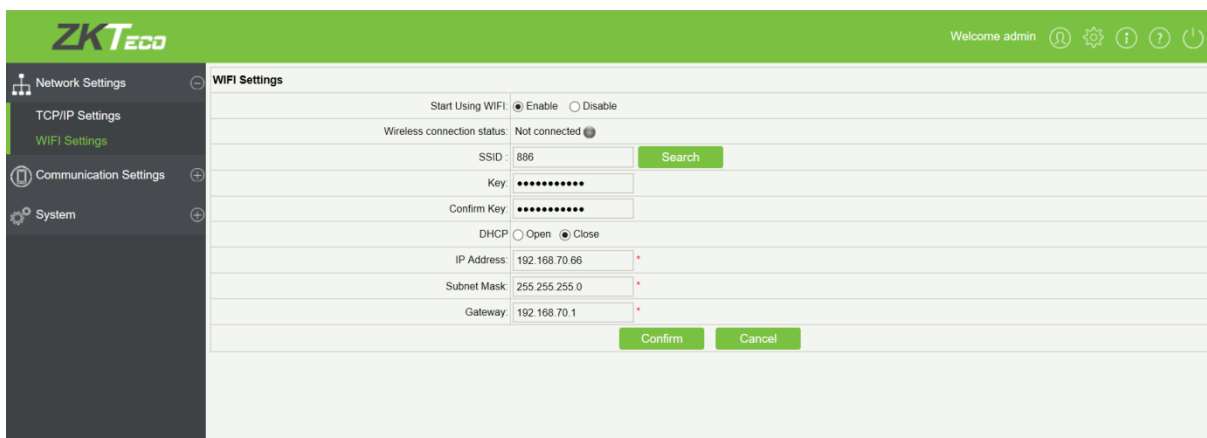 ZKTeco
Welcome admin
Network Settings
TCP/IP Settings
WIFI Settings
Communication Settings
System
WIFI Settings
Start Using WIFI: Enable Disable
Wireless connection status: Not connected
SSID : 886 Search
Key: •••••••••••
Confirm Key: •••••••••••
DHCP Open Close
IP Address: 192.168.70.66 *
Subnet Mask: 255.255.255.0 *
Gateway: 192.168.70.1 *
Confirm Cancel